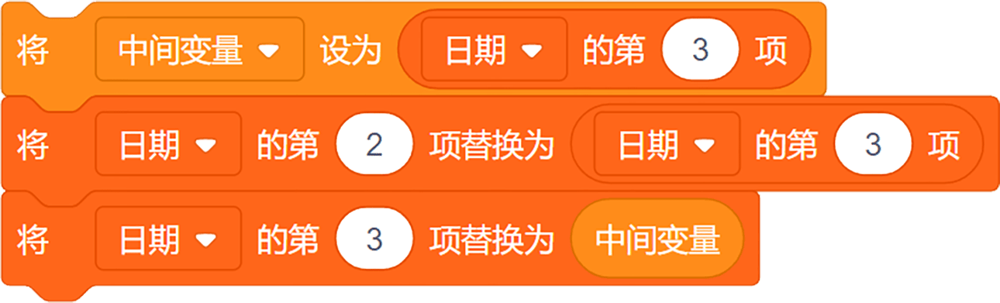 将 中间变量 设为 日期 的第 3 项
将 日期 的第 2 项替换为 日期 的第 3 项
将 日期 的第 3 项替换为 中间变量